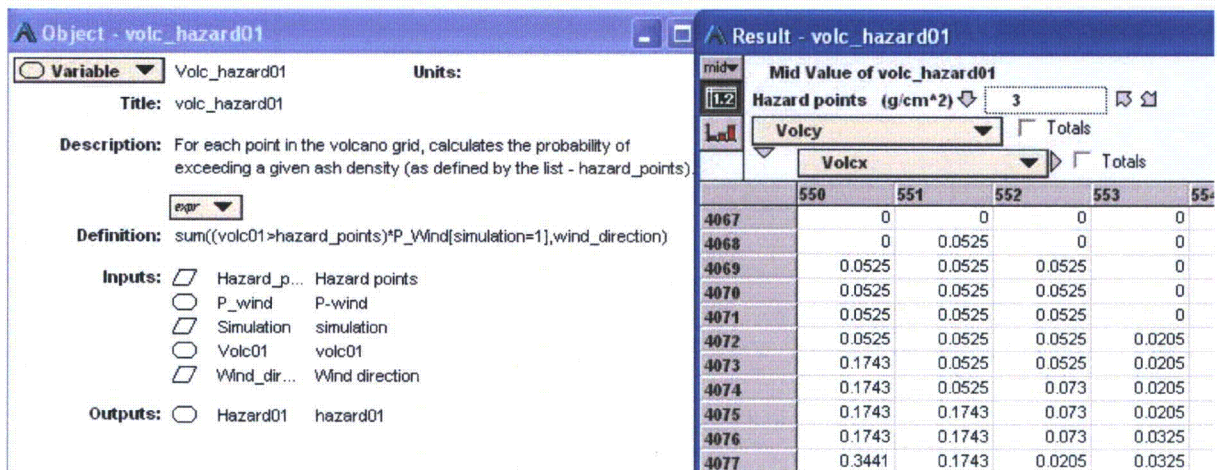 Object - volc_hazard01
Variable Volc_hazard01 Units:
Title: volc_hazard01
Description: For each point in the volcano grid, calculates the probability of
exceeding a given ash density (as defined by the list - hazard_points).
expr
Definition: sum((volc01>hazard_points)*P_Wind[simulation=1],wind_direction)
Inputs: Hazard_p... Hazard points
P_wind P-wind
Simulation simulation
Volc01 volc01
Wind_dir... Wind direction
Outputs: Hazard01 hazard01
Result - volc_hazard01
mid Mid Value of volc_hazard01
1.2 Hazard points (g/cm^2) 3
Volcy Totals
Volcx Totals
550 551 552 553 554
4067 0 0 0 0
4068 0 0.0525 0 0
4069 0.0525 0.0525 0.0525 0
4070 0.0525 0.0525 0.0525 0
4071 0.0525 0.0525 0.0525 0
4072 0.0525 0.0525 0.0525 0.0205
4073 0.1743 0.0525 0.0525 0.0205
4074 0.1743 0.0525 0.073 0.0205
4075 0.1743 0.1743 0.073 0.0205
4076 0.1743 0.1743 0.073 0.0325
4077 0.3441 0.1743 0.0205 0.0325